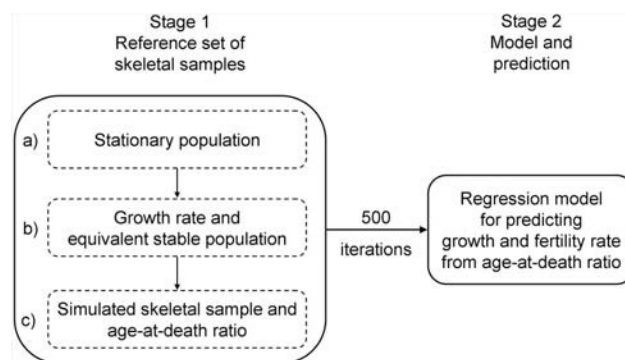 Stage 1
Reference set of
skeletal samples
Stage 2
Model and
prediction
a)
Stationary population
b)
Growth rate and
equivalent stable population
c)
Simulated skeletal sample and
age-at-death ratio
500
iterations
Regression model
for predicting
growth and fertility rate
from age-at-death ratio